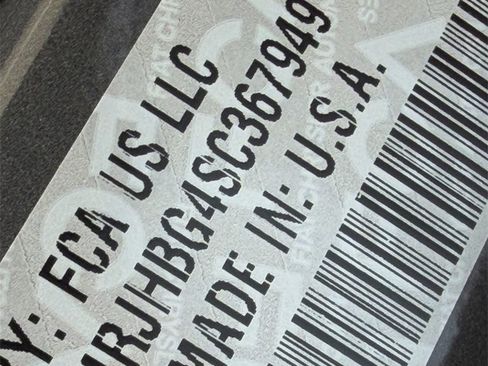 Y: FCA US LLC
RJHBG4SC367949
MADE IN: U.S.A.